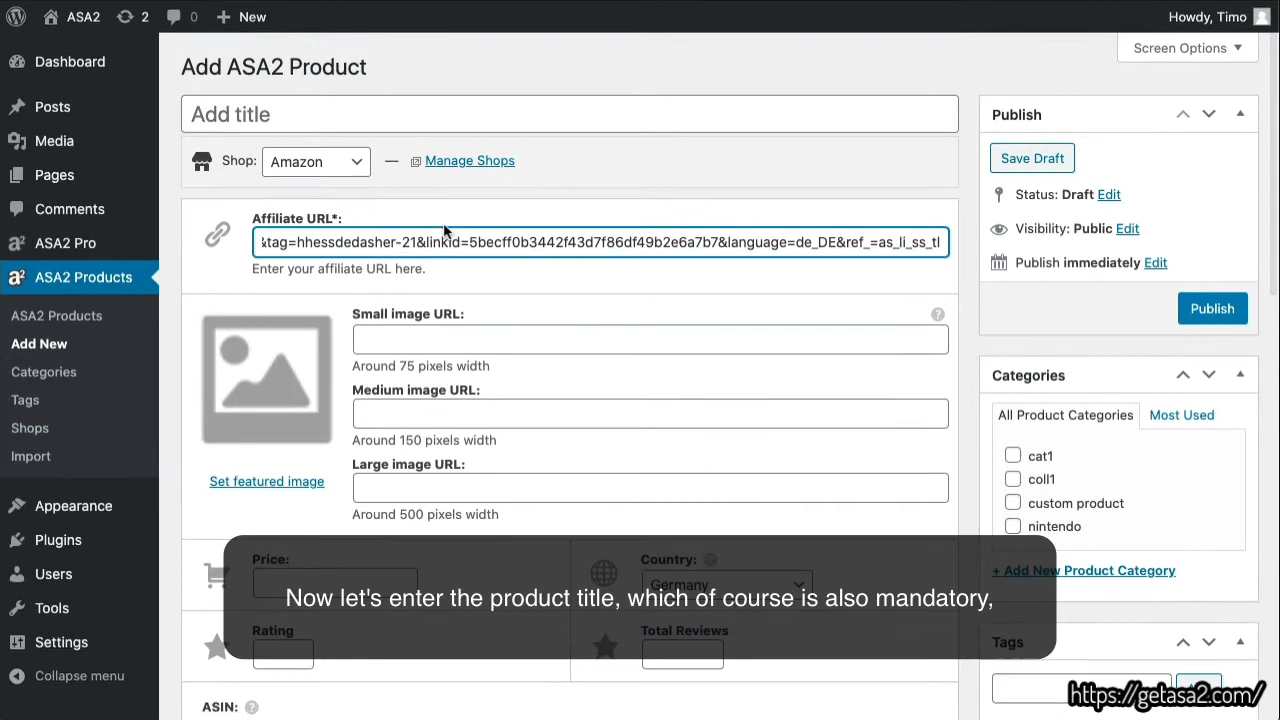 ASA2
2
0
New
Howdy, Timo
Dashboard
Posts
Media
Pages
Comments
ASA2 Pro
ASA2 Products
ASA2 Products
Add New
Categories
Tags
Shops
Import
Appearance
Plugins
Users
Tools
Settings
Collapse menu
Screen Options
Add ASA2 Product
Add title
Shop: Amazon — Manage Shops
Affiliate URL*:
&tag=hhessdedasher-21&linkId=5becff0b3442f43d7f86df49b2e6a7b7&language=de_DE&ref_=as_li_ss_tl
Enter your affiliate URL here.
Set featured image
Small image URL:
Around 75 pixels width
Medium image URL:
Around 150 pixels width
Large image URL:
Around 500 pixels width
Price:
Country:
Germany
Rating
Total Reviews
ASIN:
Publish
Save Draft
Status: Draft Edit
Visibility: Public Edit
Publish immediately Edit
Publish
Categories
All Product Categories
Most Used
cat1
coll1
custom product
nintendo
+ Add New Product Category
Tags
Now let's enter the product title, which of course is also mandatory,
https://getasa2.com/